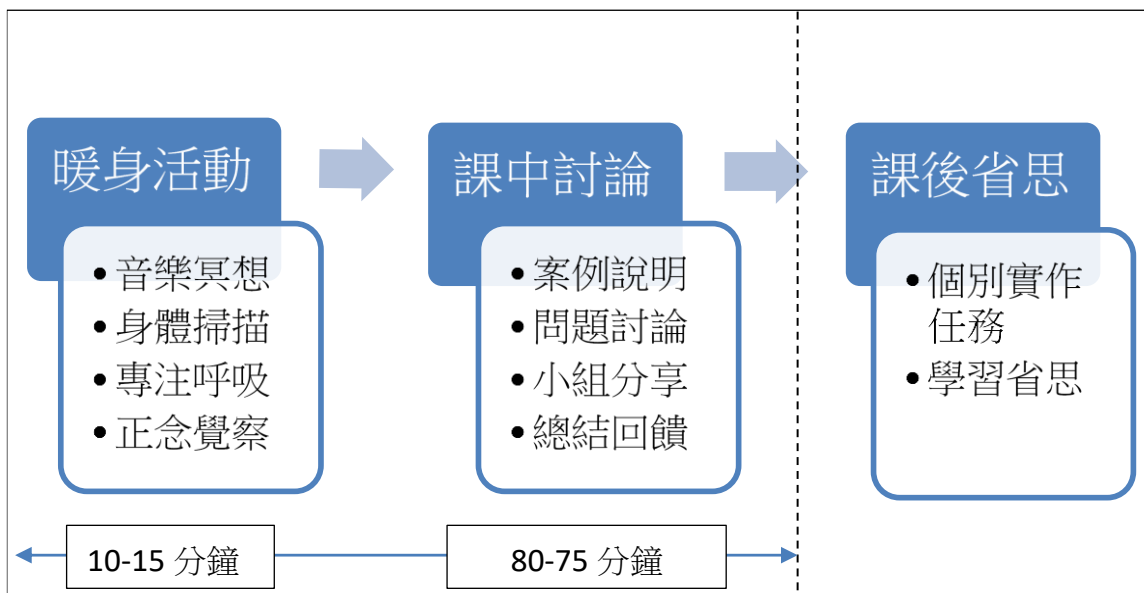 暖身活動
• 音樂冥想
• 身體掃描
• 專注呼吸
• 正念覺察
10-15 分鐘
課中討論
• 案例說明
• 問題討論
• 小組分享
• 總結回饋
80-75 分鐘
課後省思
• 個別實作
任務
• 學習省思